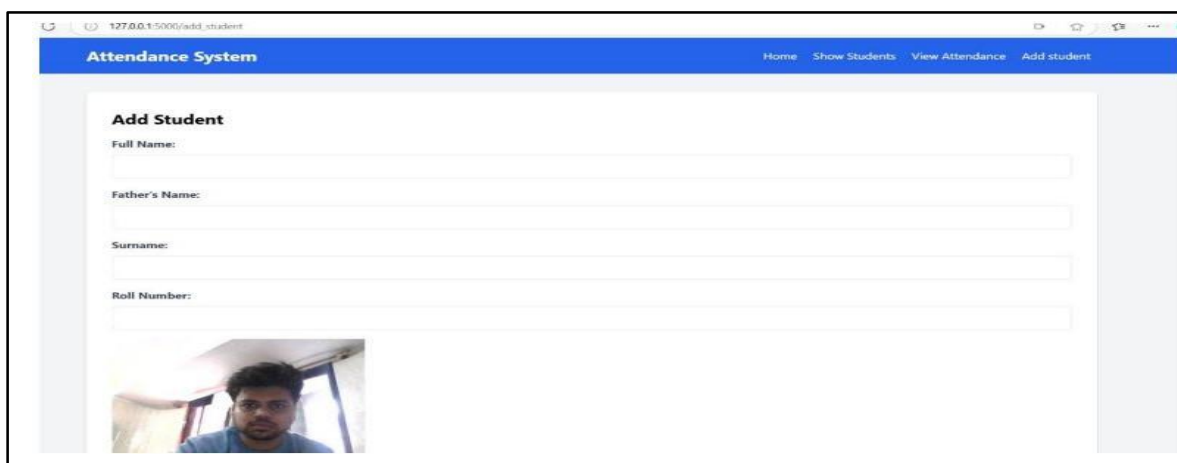 127.0.0.1:5000/add_student
Attendance System Home Show Students View Attendance Add student
Add Student
Full Name:
Father's Name:
Surname:
Roll Number: